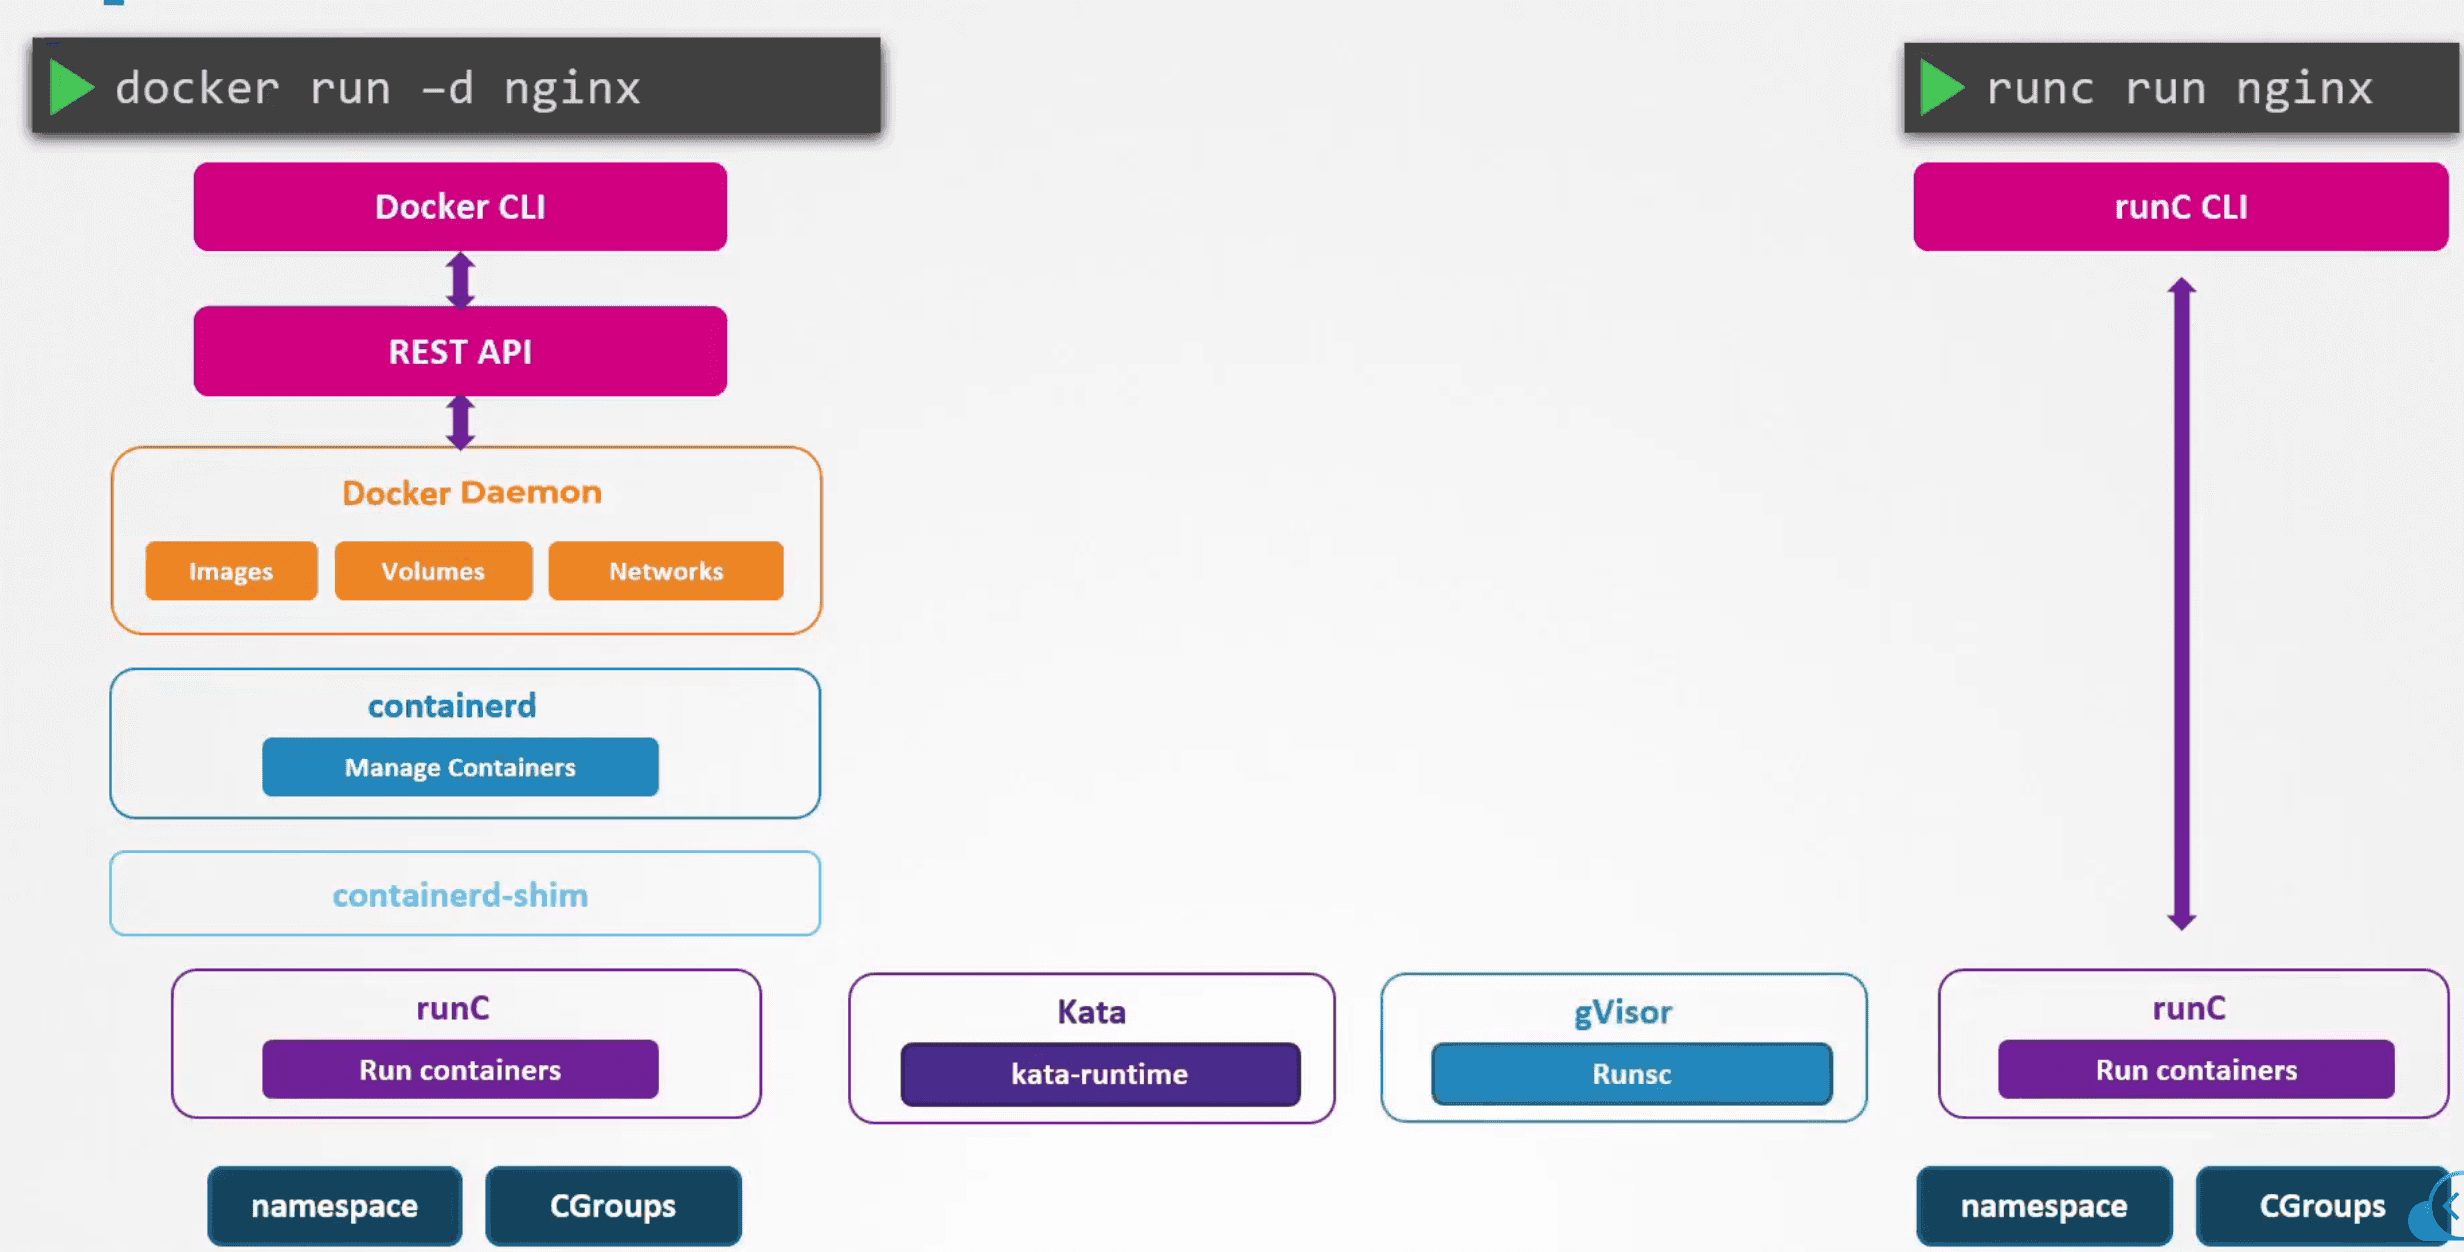 docker run –d nginx
Docker CLI
REST API
Docker Daemon
Images
Volumes
Networks
containerd
Manage Containers
containerd-shim
runC
Run containers
namespace
CGroups
Kata
kata-runtime
gVisor
Runsc
runc run nginx
runC CLI
runC
Run containers
namespace
CGroups